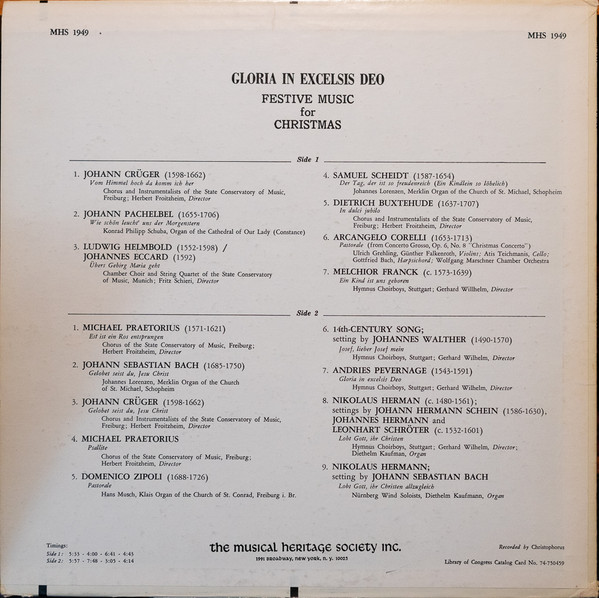 MHS 1949
MHS 1949
GLORIA IN EXCELSIS DEO
FESTIVE MUSIC
for
CHRISTMAS
Side 1
1. JOHANN CRÜGER (1598-1662)
Vom Himmel hoch da komm ich her
Chorus and Instrumentalists of the State Conservatory of Music,
Freiburg; Herbert Froitzheim, Director
2. JOHANN PACHELBEL (1655-1706)
Wie schön leucht' uns der Morgenstern
Konrad Philipp Schuba, Organ of the Cathedral of Our Lady (Constance)
3. LUDWIG HELMBOLD (1552-1598) /
JOHANNES ECCARD (1592)
Übers Gebirg Maria geht
Chamber Choir and String Quartet of the State Conservatory
of Music, Munich; Fritz Schieri, Director
4. SAMUEL SCHEIDT (1587-1654)
Der Tag, der ist so freudenreich (Ein Kindlein so löbelich)
Johannes Lorenzen, Merklin Organ of the Church of St. Michael, Schopheim
5. DIETRICH BUXTEHUDE (1637-1707)
In dulci jubilo
Chorus and Instrumentalists of the State Conservatory of Music,
Freiburg; Herbert Froitzheim, Director
6. ARCANGELO CORELLI (1653-1713)
Pastorale (from Concerto Grosso, Op. 6, No. 8 "Christmas Concerto")
Ulrich Grehling, Günther Falkenroth, Violins; Atis Teichmanis, Cello;
Gottfried Bach, Harpsichord; Wolfgang Marschner Chamber Orchestra
7. MELCHIOR FRANCK (c. 1573-1639)
Ein Kind ist uns geboren
Hymnus Choirboys, Stuttgart; Gerhard Willhelm, Director
Side 2
1. MICHAEL PRAETORIUS (1571-1621)
Est ist ein Ros entsprungen
Chorus of the State Conservatory of Music, Freiburg;
Herbert Froitzheim, Director
2. JOHANN SEBASTIAN BACH (1685-1750)
Gelobet seist du, Jesu Christ
Johannes Lorenzo, Merklin Organ of the Church
of St. Michael, Schopheim
3. JOHANN CRÜGER (1598-1662)
Gelobet seist du, Jesu Christ
Chorus and Instrumentalists of the State Conservatory of Music,
Freiburg; Herbert Froitzheim, Director
4. MICHAEL PRAETORIUS
Psallite
Chorus of the State Conservatory of Music, Freiburg;
Herbert Froitzheim, Director
5. DOMENICO ZIPOLI (1688-1726)
Pastorale
Hans Musch, Klais Organ of the Church of St. Conrad, Freiburg i. Br.
6. 14th-CENTURY SONG;
setting by JOHANNES WALTHER (1490-1570)
Josef, lieber Josef mein
Hymnus Choirboys, Stuttgart; Gerhard Wilhelm, Director
7. ANDRIES PEVERNAGE (1543-1591)
Gloria in excelsis Deo
Hymnus Choirboys, Stuttgart; Gerhard Wilhelm, Director
8. NIKOLAUS HERMAN (c. 1480-1561);
settings by JOHANN HERMANN SCHEIN (1586-1630),
JOHANNES HERMANN and
LEONHART SCHRÖTER (c. 1532-1601)
Lobt Gott, ihr Christen
Hymnus Choirboys, Stuttgart; Gerhard Wilhelm, Director;
Diethelm Kaufman, Organ
9. NIKOLAUS HERMANN;
setting by JOHANN SEBASTIAN BACH
Lobt Gott, ihr Christen allzugleich
Nürnberg Wind Soloists, Diethelm Kaufmann, Organ
Timings:
Side 1: 5:33 - 4:00 - 6:41 - 4:43
Side 2: 5:37 - 7:48 - 3:05 - 4:14
the musical heritage society inc.
1991 BROADWAY, NEW YORK, N. Y. 10023
Recorded by Christophorus
Library of Congress Catalog Card No. 74-750459